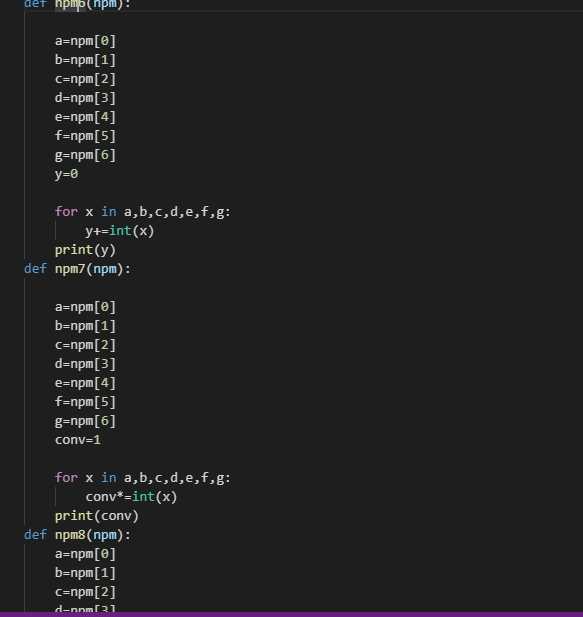 def npm6(npm):
a=npm[0]
b=npm[1]
c=npm[2]
d=npm[3]
e=npm[4]
f=npm[5]
g=npm[6]
y=0
for x in a,b,c,d,e,f,g:
y+=int(x)
print(y)
def npm7(npm):
a=npm[0]
b=npm[1]
c=npm[2]
d=npm[3]
e=npm[4]
f=npm[5]
g=npm[6]
conv=1
for x in a,b,c,d,e,f,g:
conv*=int(x)
print(conv)
def npm8(npm):
a=npm[0]
b=npm[1]
c=npm[2]
d=npm[3]